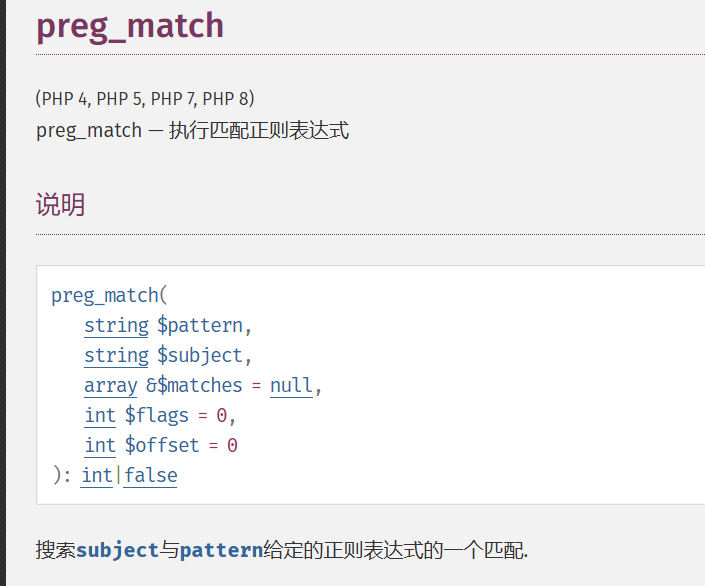 preg_match
(PHP 4, PHP 5, PHP 7, PHP 8)
preg_match — 执行匹配正则表达式
说明
preg_match(
string $pattern,
string $subject,
array &$matches = null,
int $flags = 0,
int $offset = 0
): int|false
搜索subject与pattern给定的正则表达式的一个匹配.